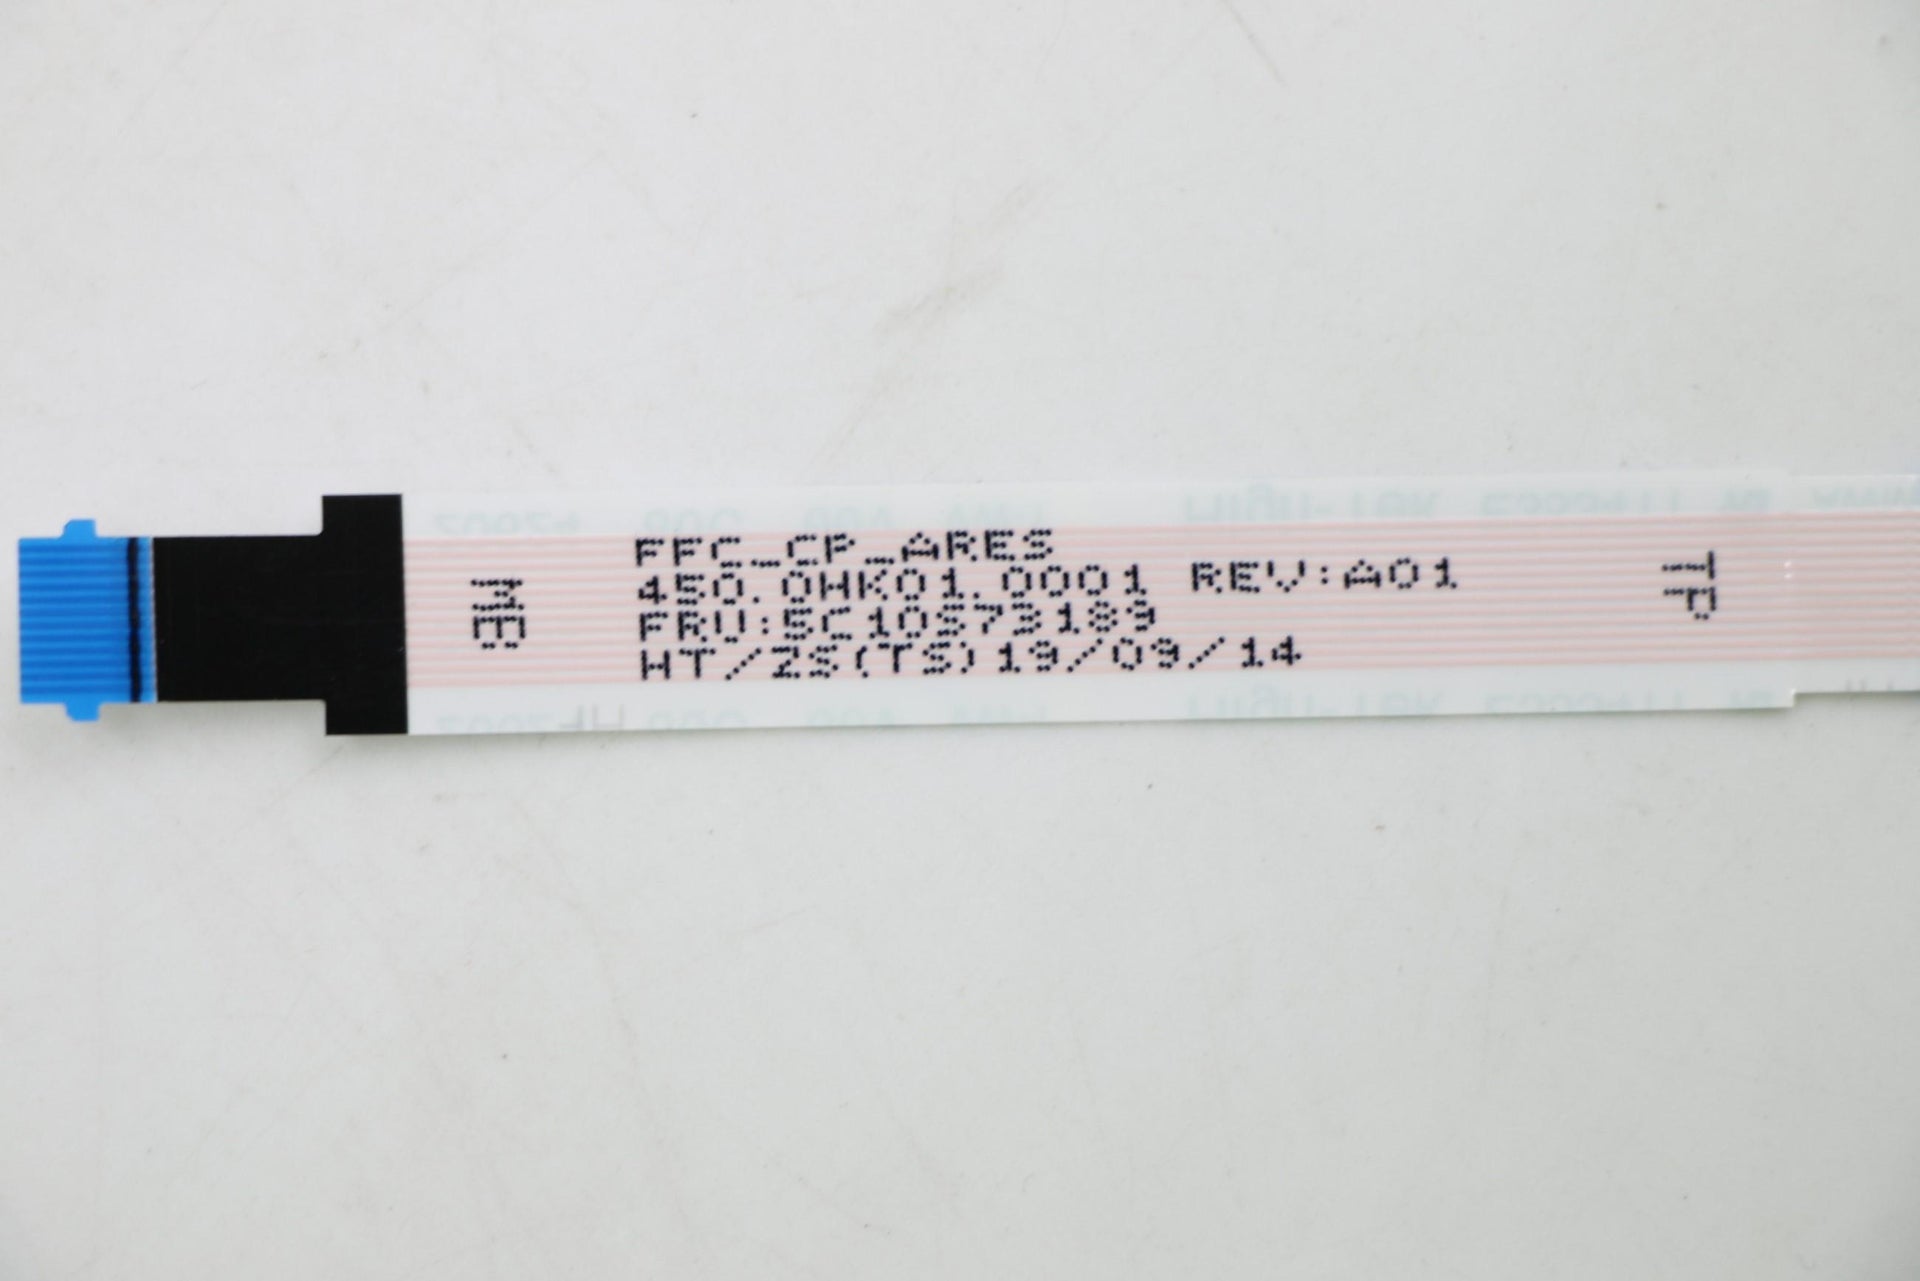 FFC_CP_ARES
450.0HK01.0001 REV:A01
FRU:5C10S73189
HT/ZS(TS)19/09/14
ME
TP